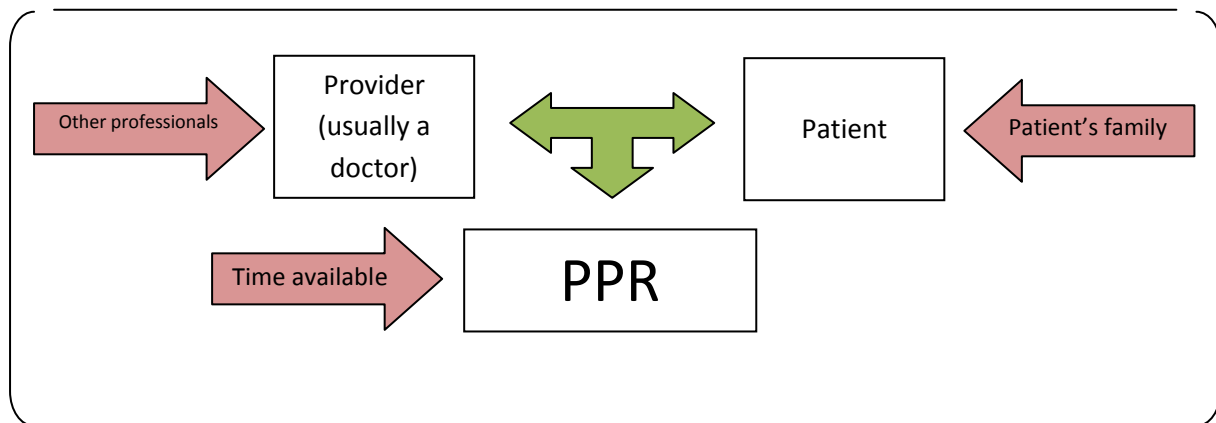 Other professionals
Provider
(usually a
doctor)
Patient
Patient’s family
Time available
PPR